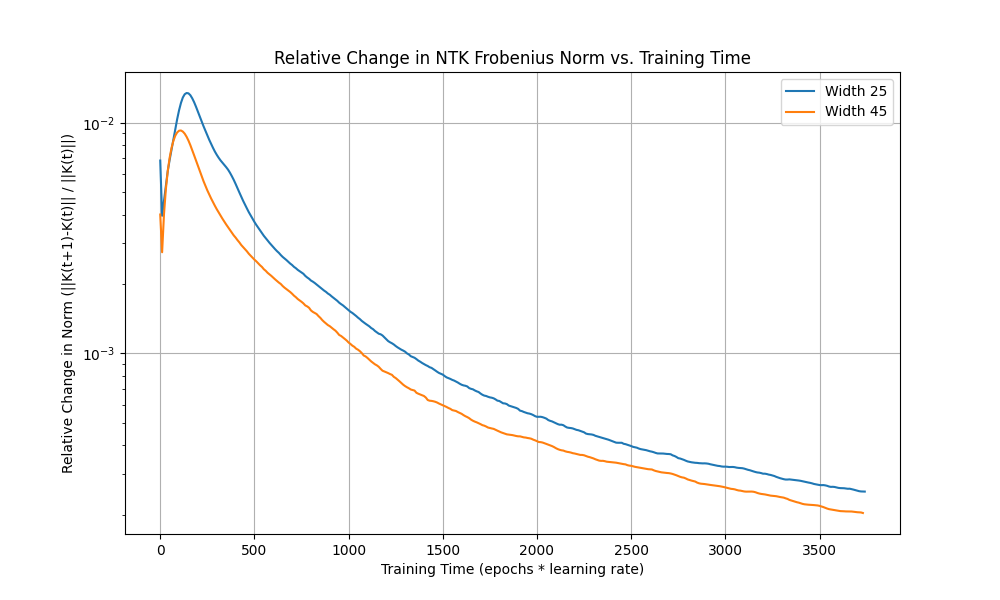 Relative Change in NTK Frobenius Norm vs. Training Time
Relative Change in Norm (||K(t+1)-K(t)|| / ||K(t)||)
10⁻²
10⁻³
Width 25
Width 45
0 500 1000 1500 2000 2500 3000 3500
Training Time (epochs * learning rate)